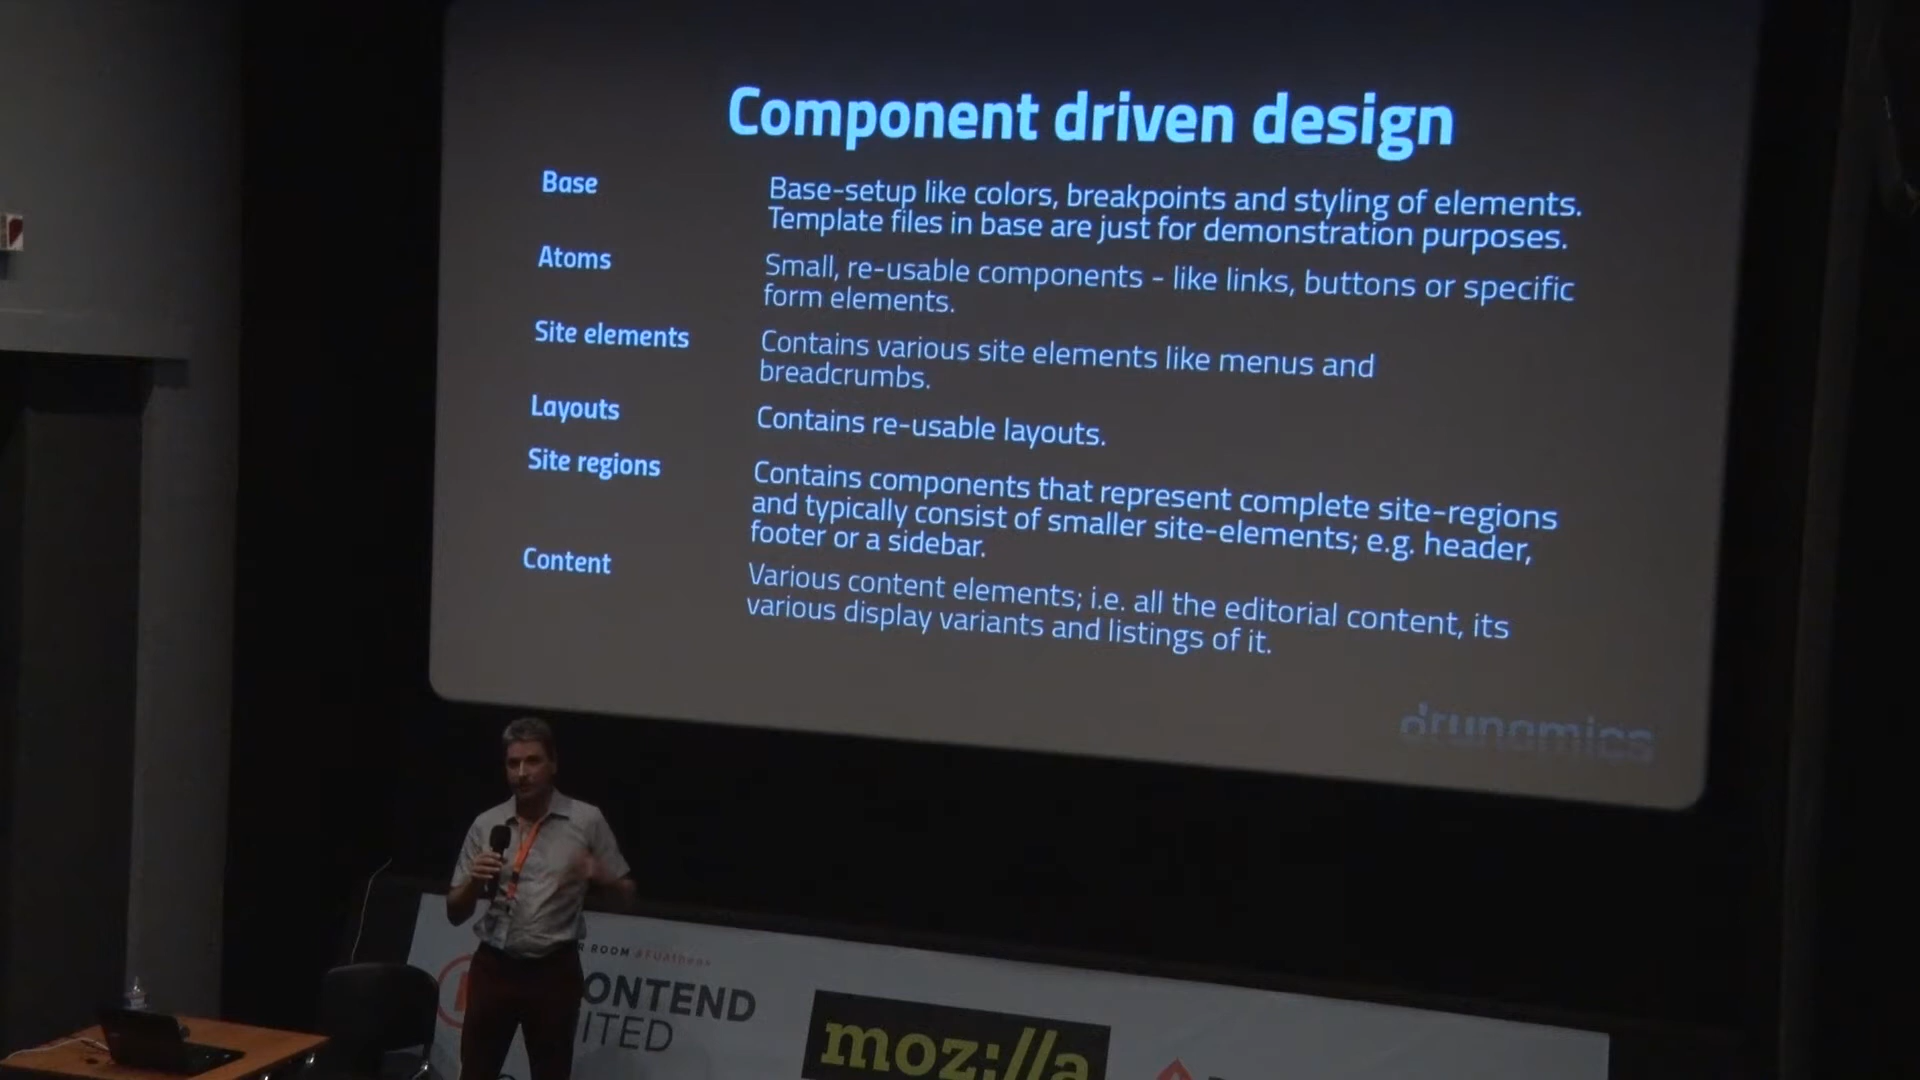 Component driven design
Base
Base-setup like colors, breakpoints and styling of elements.
Template files in base are just for demonstration purposes.
Atoms
Small, re-usable components - like links, buttons or specific
form elements.
Site elements
Contains various site elements like menus and
breadcrumbs.
Layouts
Contains re-usable layouts.
Site regions
Contains components that represent complete site-regions
and typically consist of smaller site-elements; e.g. header,
footer or a sidebar.
Content
Various content elements; i.e. all the editorial content, its
various display variants and listings of it.
drunomics
R ROOM #FUAthens
ONTEND
ITED
moz://a